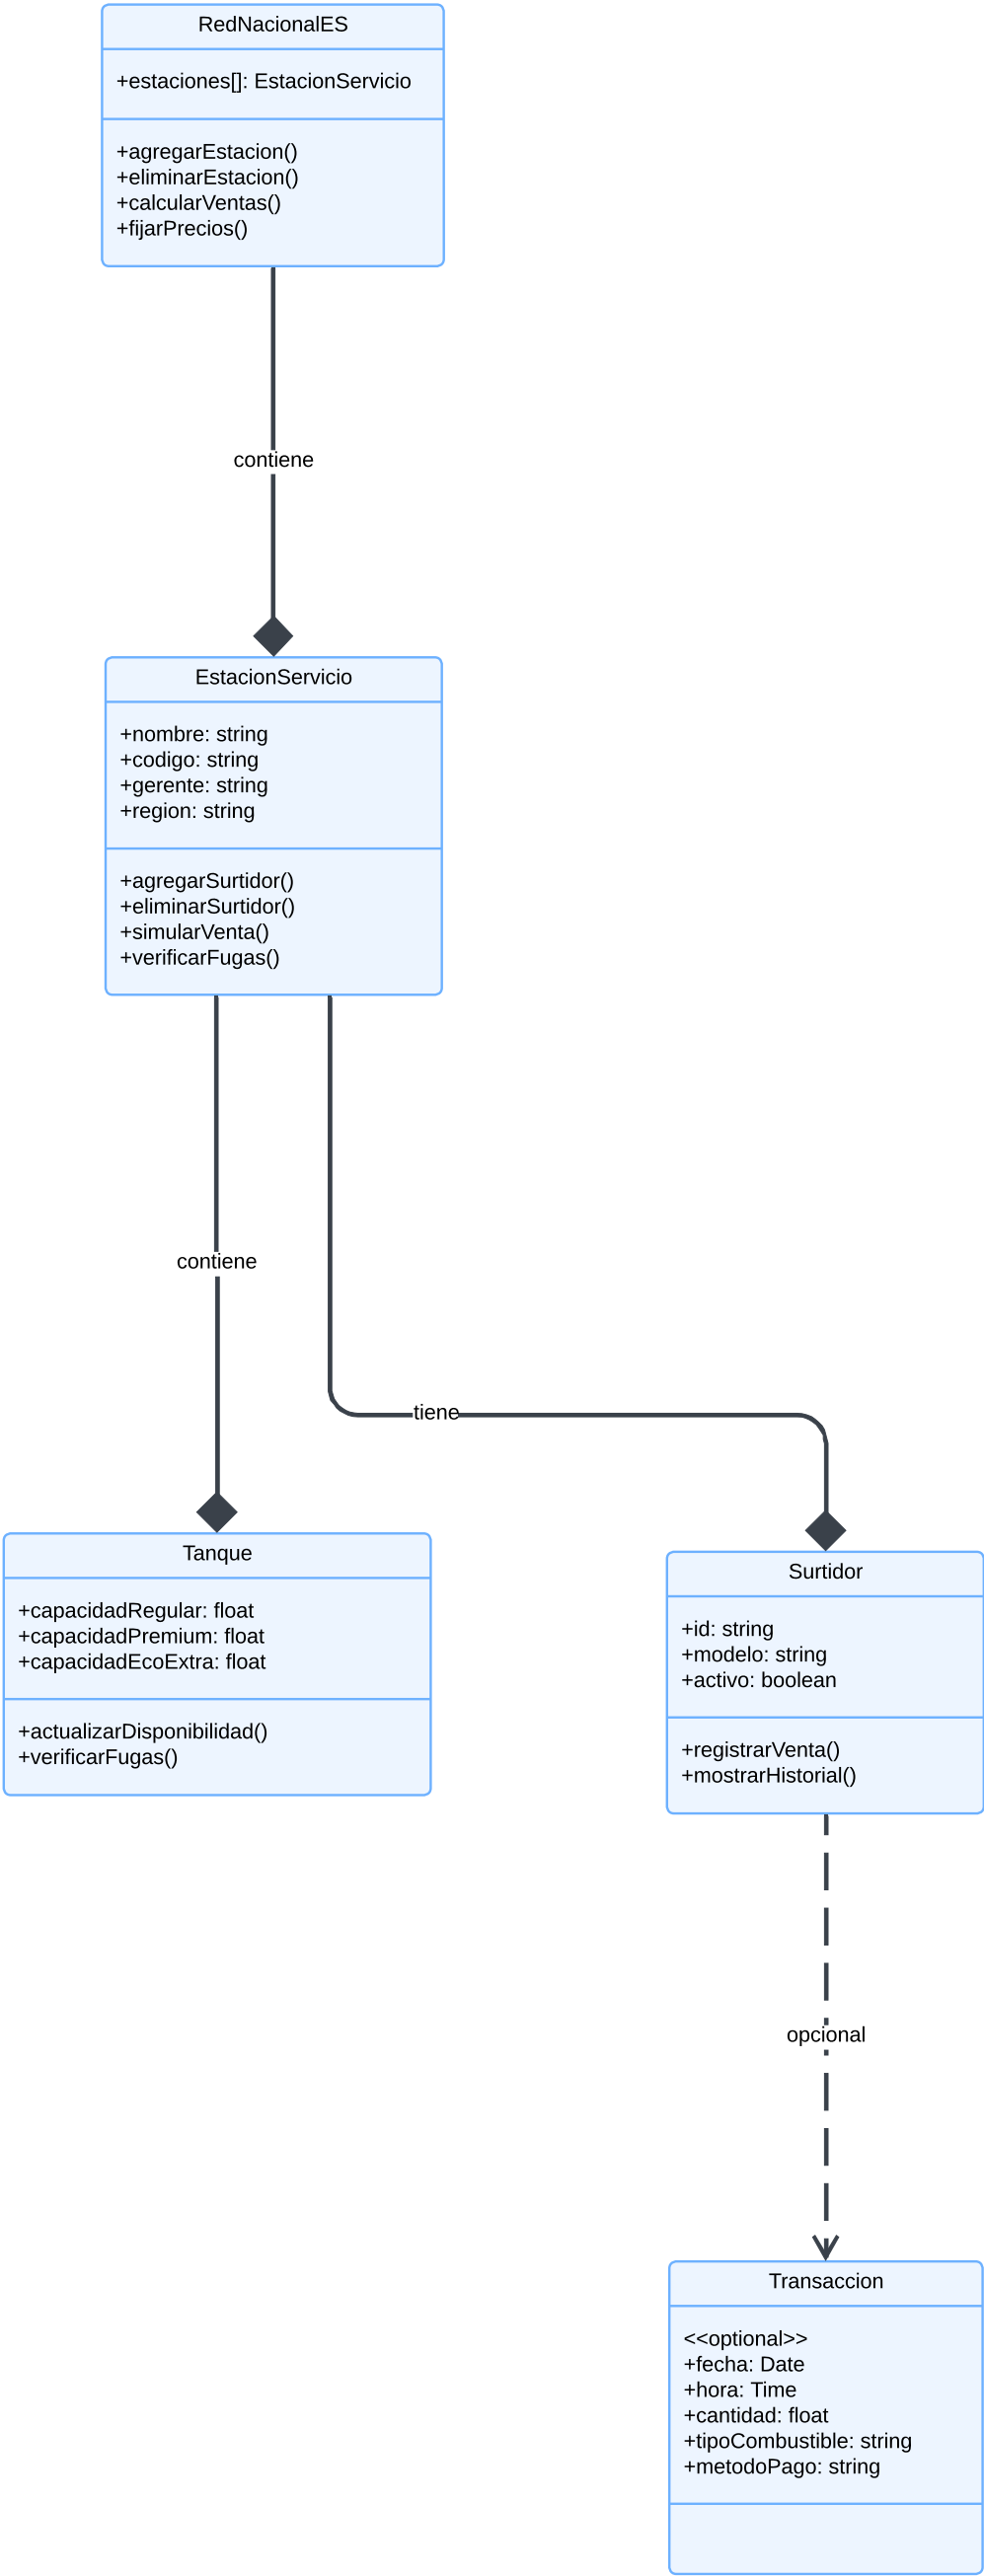 RedNacionalES
+estaciones[]: EstacionServicio
+agregarEstacion()
+eliminarEstacion()
+calcularVentas()
+fijarPrecios()
contiene
EstacionServicio
+nombre: string
+codigo: string
+gerente: string
+region: string
+agregarSurtidor()
+eliminarSurtidor()
+simularVenta()
+verificarFugas()
contiene
tiene
Tanque
+capacidadRegular: float
+capacidadPremium: float
+capacidadEcoExtra: float
+actualizarDisponibilidad()
+verificarFugas()
Surtidor
+id: string
+modelo: string
+activo: boolean
+registrarVenta()
+mostrarHistorial()
opcional
Transaccion
<<optional>>
+fecha: Date
+hora: Time
+cantidad: float
+tipoCombustible: string
+metodoPago: string